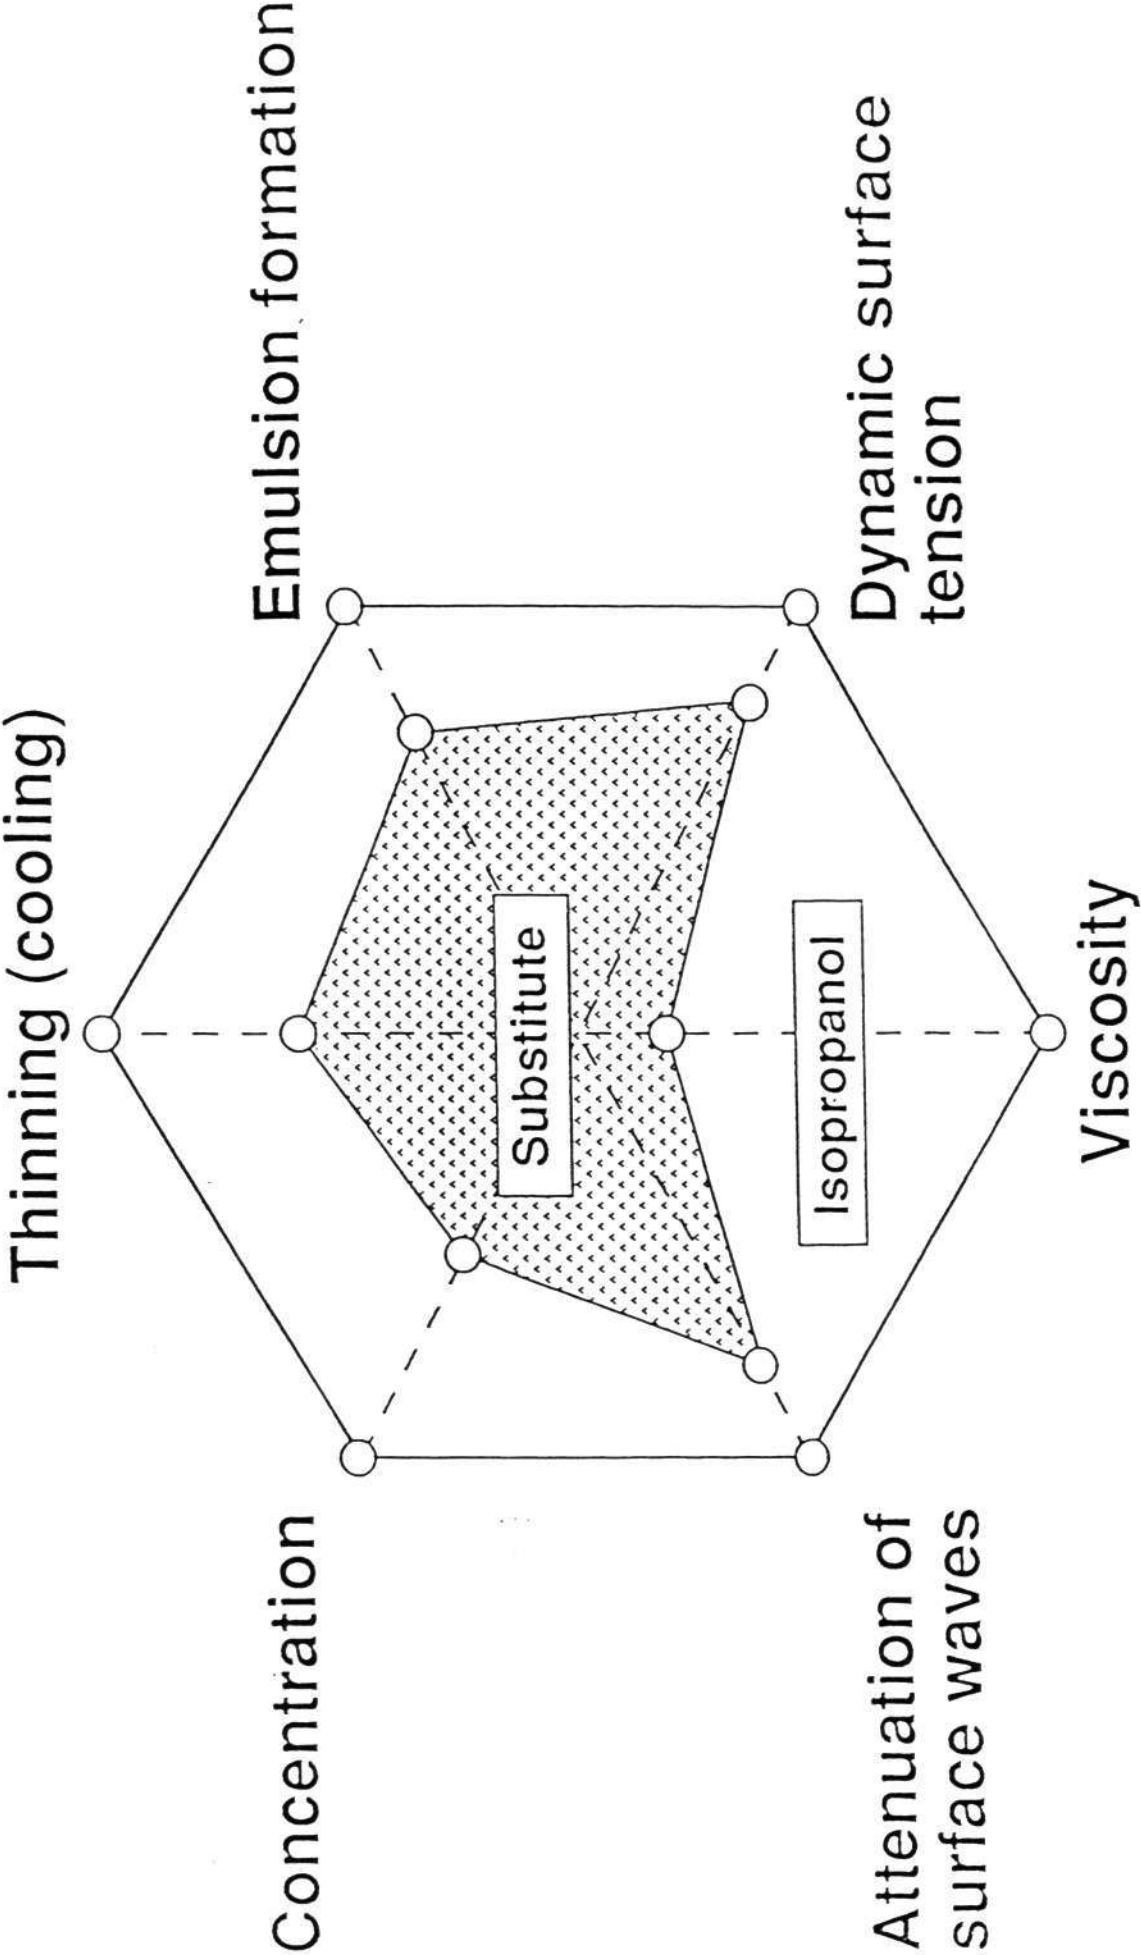 Thinning (cooling)
Emulsion formation
Concentration
Substitute
Isopropanol
Dynamic surface
tension
Attenuation of
surface waves
Viscosity